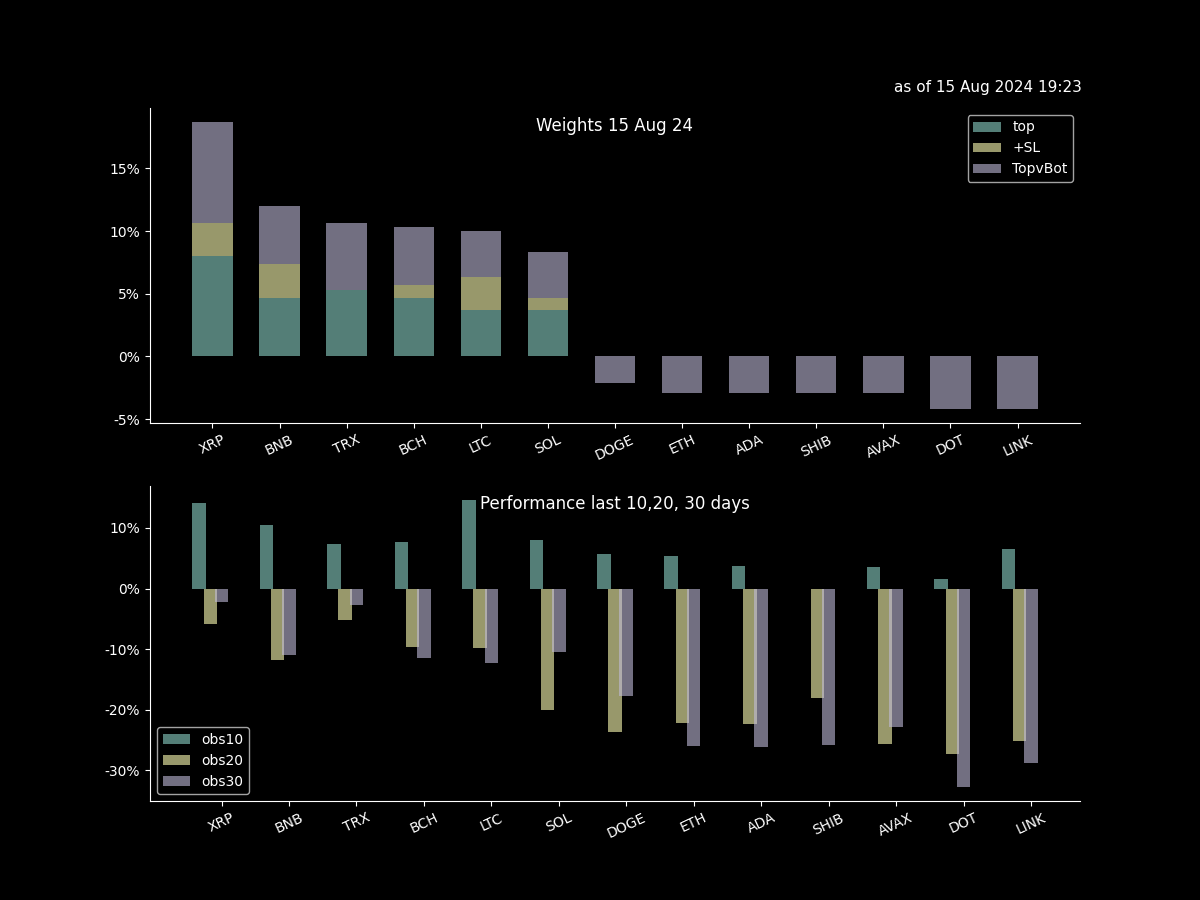 as of 15 Aug 2024 19:23
Weights 15 Aug 24
top
+SL
TopvBot
15%
10%
5%
0%
-5%
XRP BNB TRX BCH LTC SOL DOGE ETH ADA SHIB AVAX DOT LINK
Performance last 10,20, 30 days
10%
0%
-10%
-20%
-30%
obs10
obs20
obs30
XRP BNB TRX BCH LTC SOL DOGE ETH ADA SHIB AVAX DOT LINK